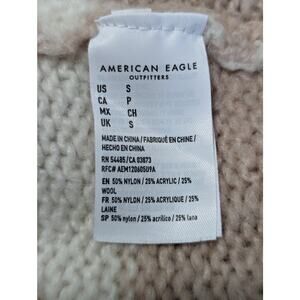 AMERICAN EAGLE
OUTFITTERS
US S
CA P
MX CH
UK S
MADE IN CHINA / FABRIQUÉ EN CHINE /
HECHO EN CHINA
RN 54485/CA 03873
RFC# AEM1206050U9A
EN 50% NYLON / 25% ACRYLIC / 25%
WOOL
FR 50% NYLON / 25% ACRYLIQUE / 25%
LAINE
SP 50% nylon / 25% acrílico / 25% lana